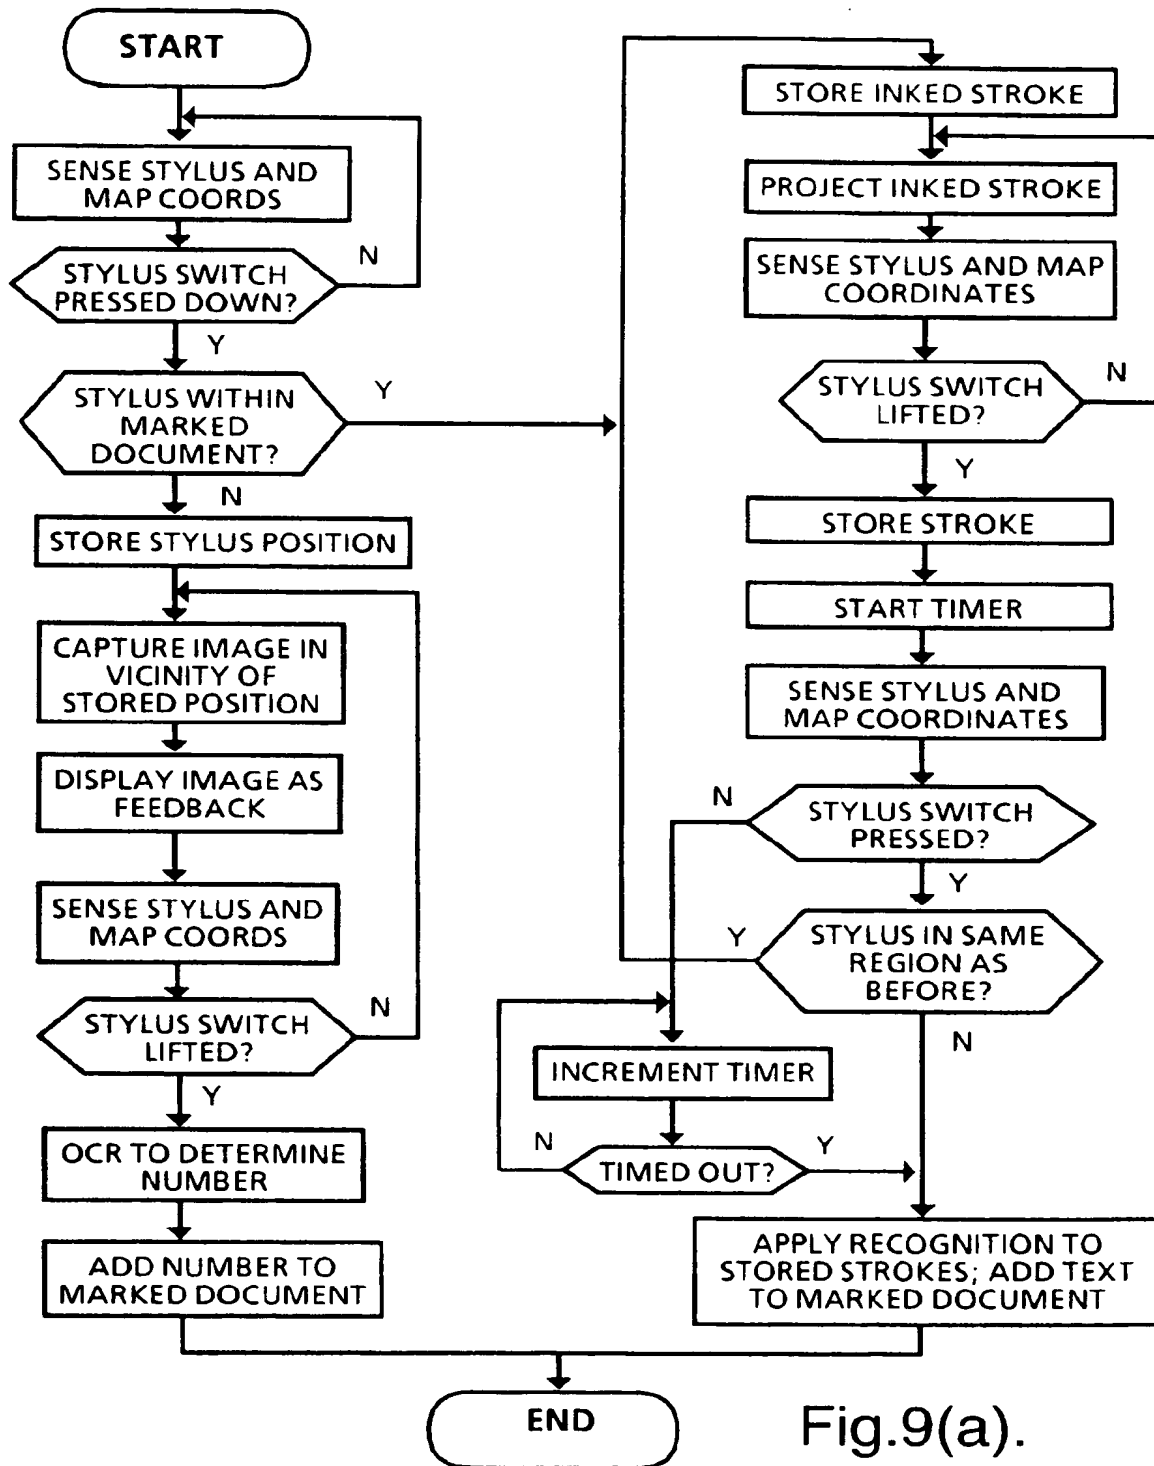 START
SENSE STYLUS AND
MAP COORDS
STYLUS SWITCH
PRESSED DOWN?
N
Y
STYLUS WITHIN
MARKED
DOCUMENT?
Y
N
STORE STYLUS POSITION
CAPTURE IMAGE IN
VICINITY OF
STORED POSITION
DISPLAY IMAGE AS
FEEDBACK
SENSE STYLUS AND
MAP COORDS
STYLUS SWITCH
LIFTED?
N
Y
OCR TO DETERMINE
NUMBER
ADD NUMBER TO
MARKED DOCUMENT
STORE INKED STROKE
PROJECT INKED STROKE
SENSE STYLUS AND MAP
COORDINATES
STYLUS SWITCH
LIFTED?
N
Y
STORE STROKE
START TIMER
SENSE STYLUS AND
MAP COORDINATES
STYLUS SWITCH
PRESSED?
N
Y
STYLUS IN SAME
REGION AS
BEFORE?
Y
N
INCREMENT TIMER
TIMED OUT?
N
Y
APPLY RECOGNITION TO
STORED STROKES; ADD TEXT
TO MARKED DOCUMENT
END
Fig.9(a).